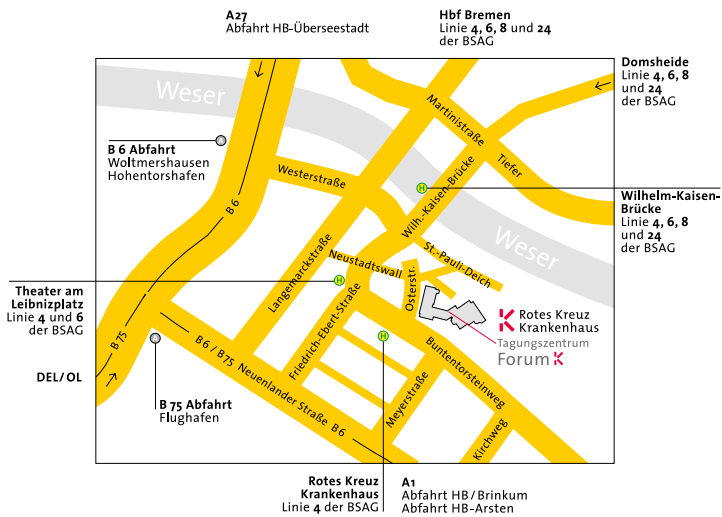 A27
Abfahrt HB-Überseestadt
Hbf Bremen
Linie 4, 6, 8 und 24
der BSAG
Domsheide
Linie 4, 6, 8
und 24
der BSAG
Weser
Martinistraße
Tiefer
B 6 Abfahrt
Woltmershausen
Hohentorshafen
A
Westerstraße
B 6
H
Wilh.-Kaisen-Brücke
Wilhelm-Kaisen-
Brücke
Linie 4, 6, 8
und 24
der BSAG
Weser
St.-Pauli-Deich
Neustadtswall
Osterstr.
Langemarckstraße
Theater am
Leibnizplatz
Linie 4 und 6
der BSAG
H
Friedrich-Ebert-Straße
Rotes Kreuz
Krankenhaus
Tagungszentrum
Forum K
B 75
A
H
B6 / B75 Neuenlander Straße B6
Buntentorsteinweg
Meyerstraße
Kirchweg
DEL/OL
B 75 Abfahrt
Flughafen
Rotes Kreuz
Krankenhaus
Linie 4 der BSAG
A1
Abfahrt HB/Brinkum
Abfahrt HB-Arsten